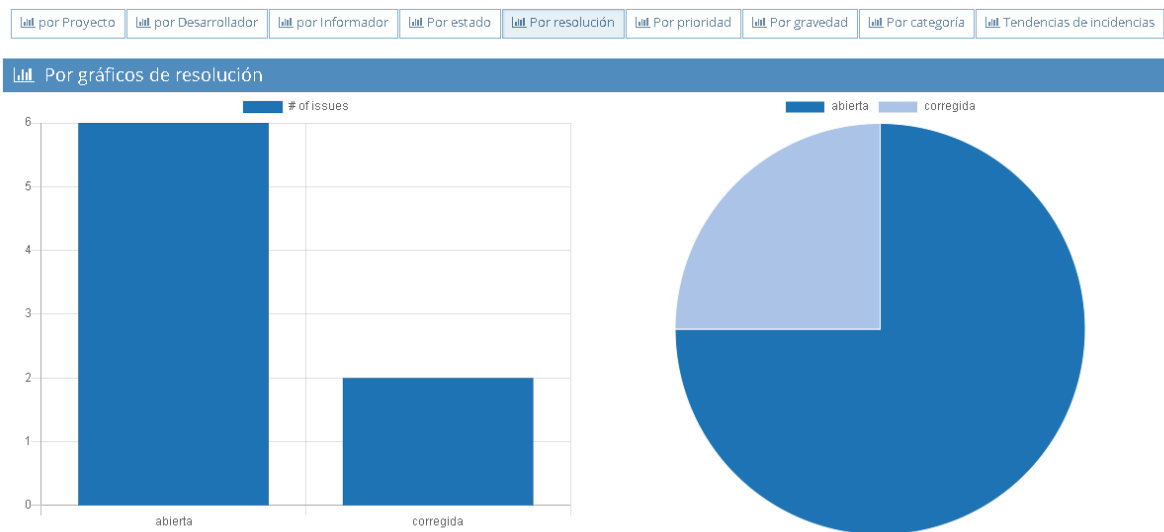 por Proyecto por Desarrollador por Informador Por estado Por resolución Por prioridad Por gravedad Por categoría Tendencias de incidencias
Por gráficos de resolución
# of issues
6
5
4
3
2
1
0
abierta corregida
abierta corregida